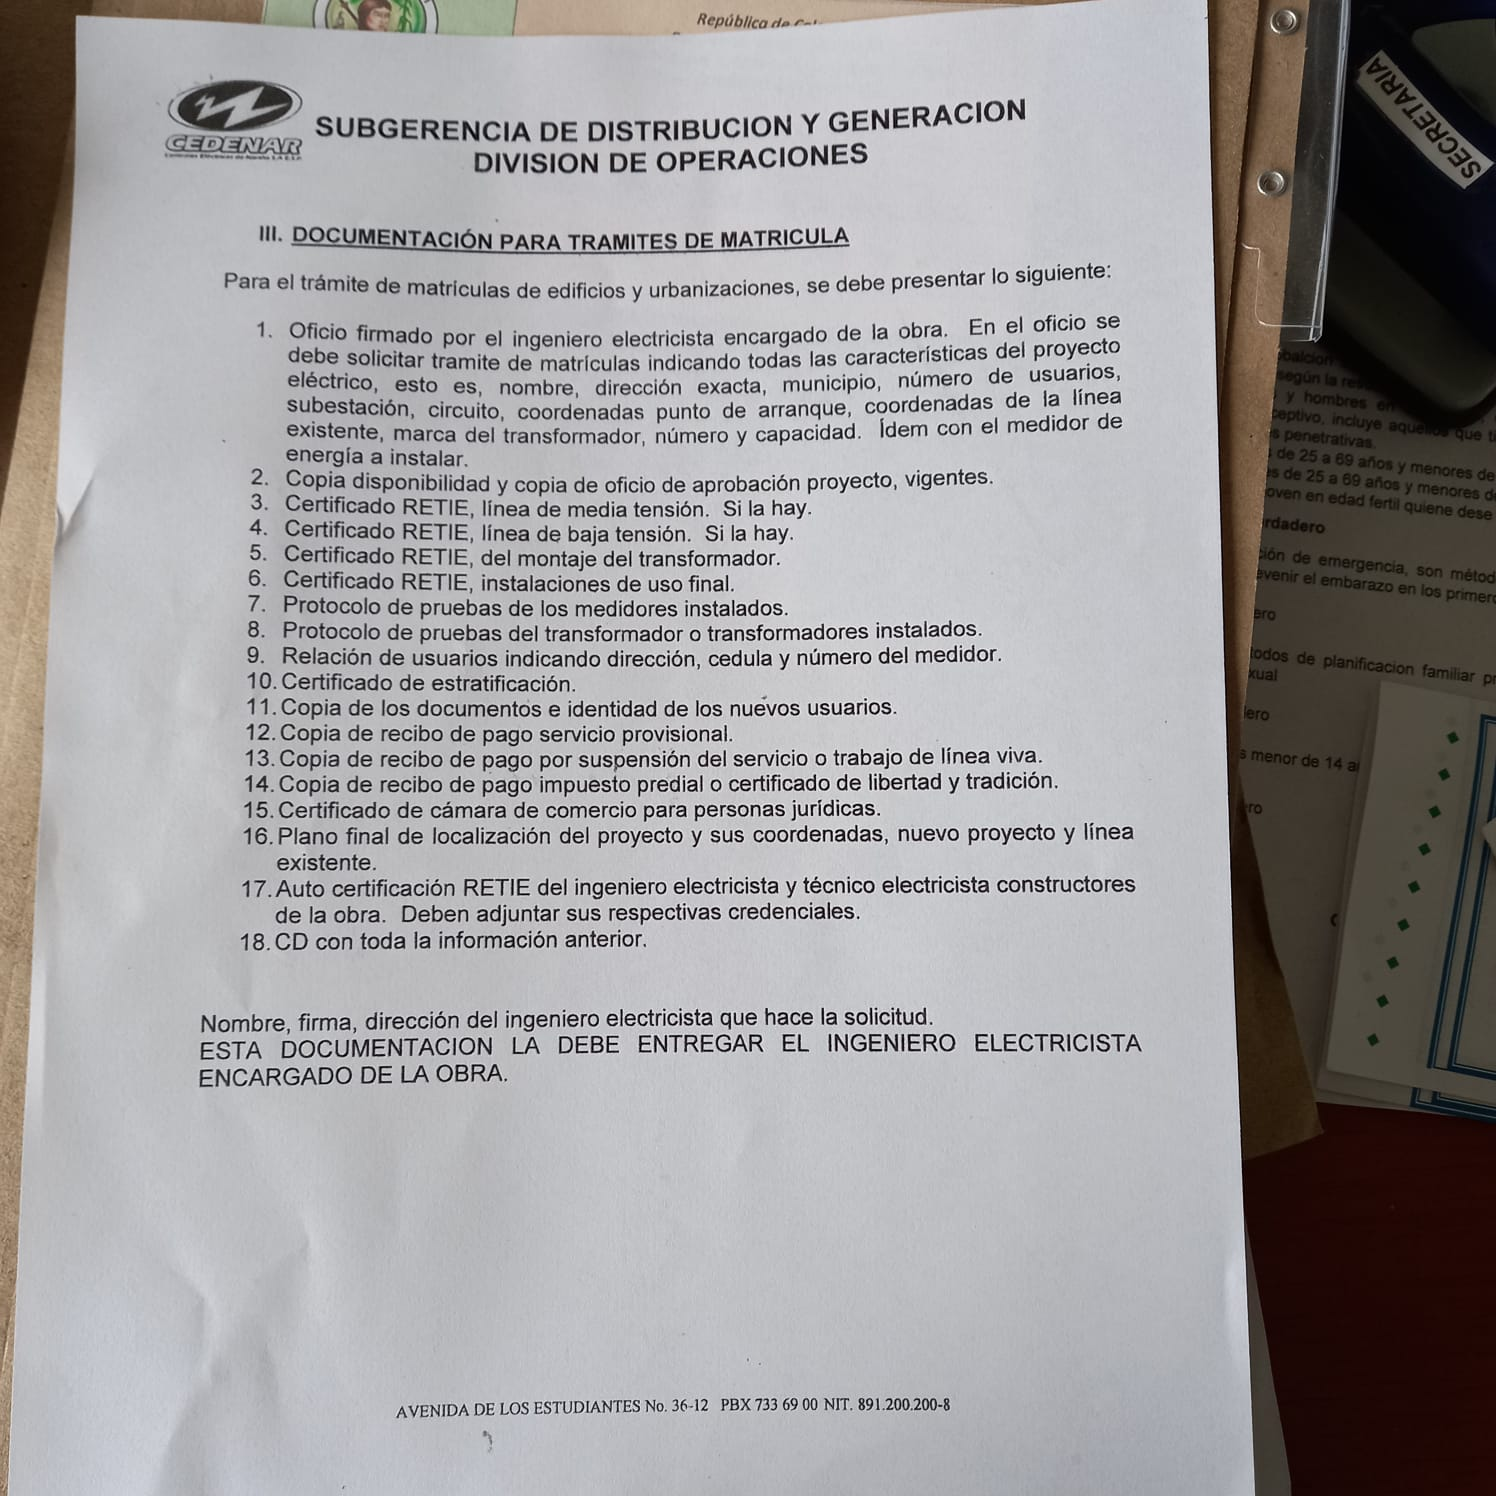 República de
CEDENAR
SUBGERENCIA DE DISTRIBUCION Y GENERACION
DIVISION DE OPERACIONES
III. DOCUMENTACIÓN PARA TRAMITES DE MATRICULA
Para el trámite de matrículas de edificios y urbanizaciones, se debe presentar lo siguiente:
1. Oficio firmado por el ingeniero electricista encargado de la obra. En el oficio se
debe solicitar tramite de matrículas indicando todas las características del proyecto
eléctrico, esto es, nombre, dirección exacta, municipio, número de usuarios,
subestación, circuito, coordenadas punto de arranque, coordenadas de la línea
existente, marca del transformador, número y capacidad. Ídem con el medidor de
energía a instalar.
2. Copia disponibilidad y copia de oficio de aprobación proyecto, vigentes.
3. Certificado RETIE, línea de media tensión. Si la hay.
4. Certificado RETIE, línea de baja tensión. Si la hay.
5. Certificado RETIE, del montaje del transformador.
6. Certificado RETIE, instalaciones de uso final.
7. Protocolo de pruebas de los medidores instalados.
8. Protocolo de pruebas del transformador o transformadores instalados.
9. Relación de usuarios indicando dirección, cedula y número del medidor.
10. Certificado de estratificación.
11. Copia de los documentos e identidad de los nuevos usuarios.
12. Copia de recibo de pago servicio provisional.
13. Copia de recibo de pago por suspensión del servicio o trabajo de línea viva.
14. Copia de recibo de pago impuesto predial o certificado de libertad y tradición.
15. Certificado de cámara de comercio para personas jurídicas.
16. Plano final de localización del proyecto y sus coordenadas, nuevo proyecto y línea
existente.
17. Auto certificación RETIE del ingeniero electricista y técnico electricista constructores
de la obra. Deben adjuntar sus respectivas credenciales.
18. CD con toda la información anterior.
Nombre, firma, dirección del ingeniero electricista que hace la solicitud.
ESTA DOCUMENTACION LA DEBE ENTREGAR EL INGENIERO ELECTRICISTA
ENCARGADO DE LA OBRA.
AVENIDA DE LOS ESTUDIANTES No. 36-12 PBX 733 69 00 NIT. 891.200.200-8
SECRETARIA
según la
y hombres en
incluye aquellos que
penetrativas.
de 25 a 69 años y menores de
de 25 a 69 años y menores
en edad fertil quiene dese
de emergencia, son
el embarazo en los
de planificacion familiar
menor de 14